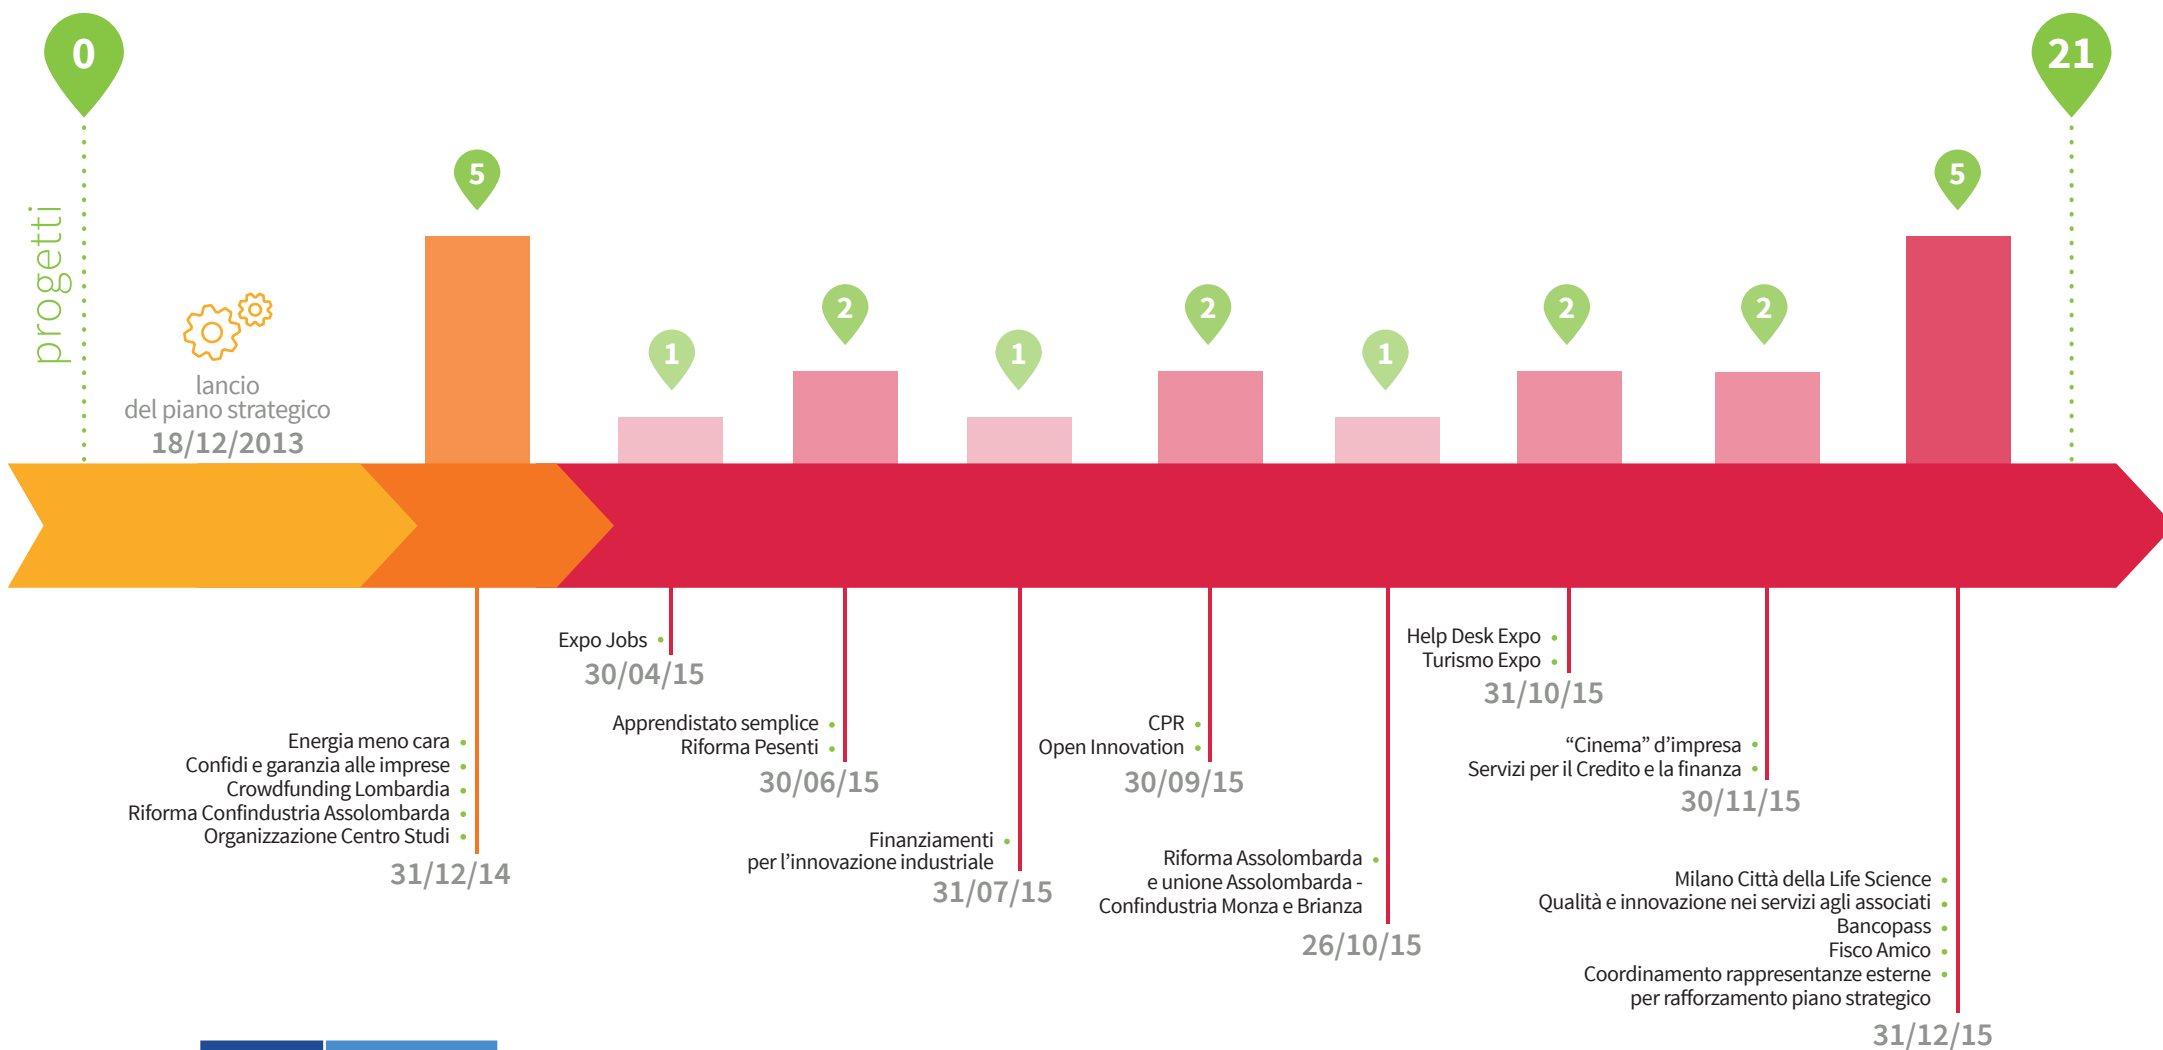 0
21
progetti
lancio
del piano strategico
18/12/2013
5
1
2
1
2
1
2
2
5
Energia meno cara
Confidi e garanzia alle imprese
Crowdfunding Lombardia
Riforma Confindustria Assolombarda
Organizzazione Centro Studi
31/12/14
Expo Jobs
30/04/15
Apprendistato semplice
Riforma Pesenti
30/06/15
Finanziamenti
per l'innovazione industriale
31/07/15
CPR
Open Innovation
30/09/15
Riforma Assolombarda
e unione Assolombarda -
Confindustria Monza e Brianza
26/10/15
Help Desk Expo
Turismo Expo
31/10/15
“Cinema” d'impresa
Servizi per il Credito e la finanza
30/11/15
Milano Città della Life Science
Qualità e innovazione nei servizi agli associati
Bancopass
Fisco Amico
Coordinamento rappresentanze esterne
per rafforzamento piano strategico
31/12/15